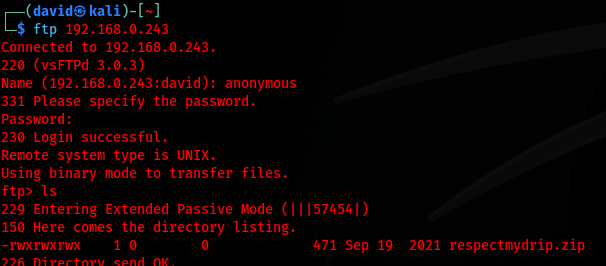 ┌──(david㉿kali)-[~]
└─$ ftp 192.168.0.243
Connected to 192.168.0.243.
220 (vsFTPd 3.0.3)
Name (192.168.0.243:david): anonymous
331 Please specify the password.
Password:
230 Login successful.
Remote system type is UNIX.
Using binary mode to transfer files.
ftp> ls
229 Entering Extended Passive Mode (|||57454|)
150 Here comes the directory listing.
-rwxrwxrwx    1 0        0             471 Sep 19  2021 respectmydrip.zip
226 Directory send OK.